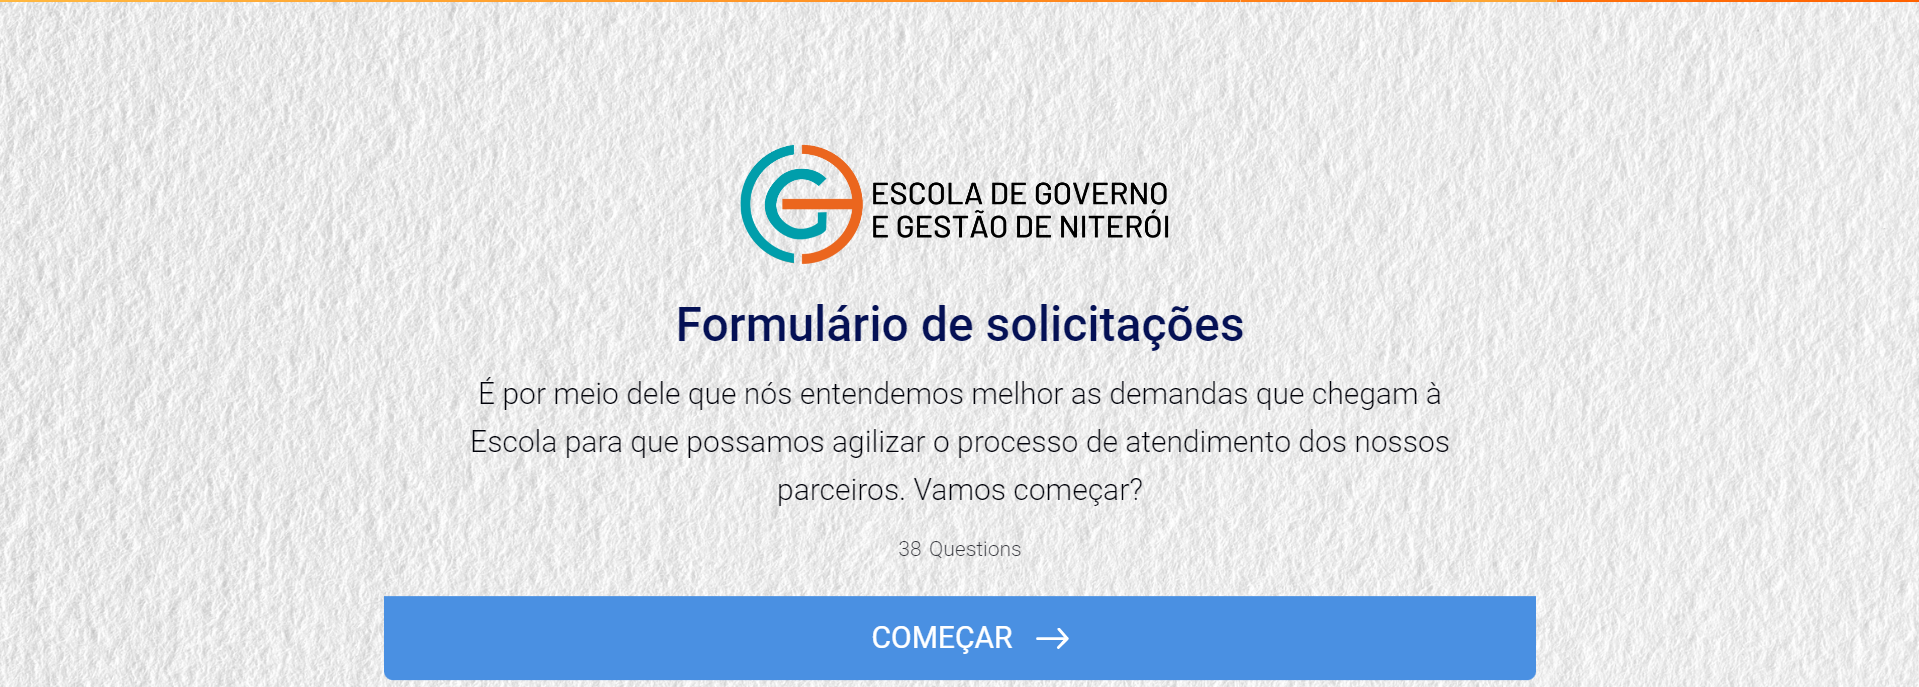 ESCOLA DE GOVERNO
E GESTÃO DE NITERÓI
Formulário de solicitações
É por meio dele que nós entendemos melhor as demandas que chegam à
Escola para que possamos agilizar o processo de atendimento dos nossos
parceiros. Vamos começar?
38 Questions
COMEÇAR